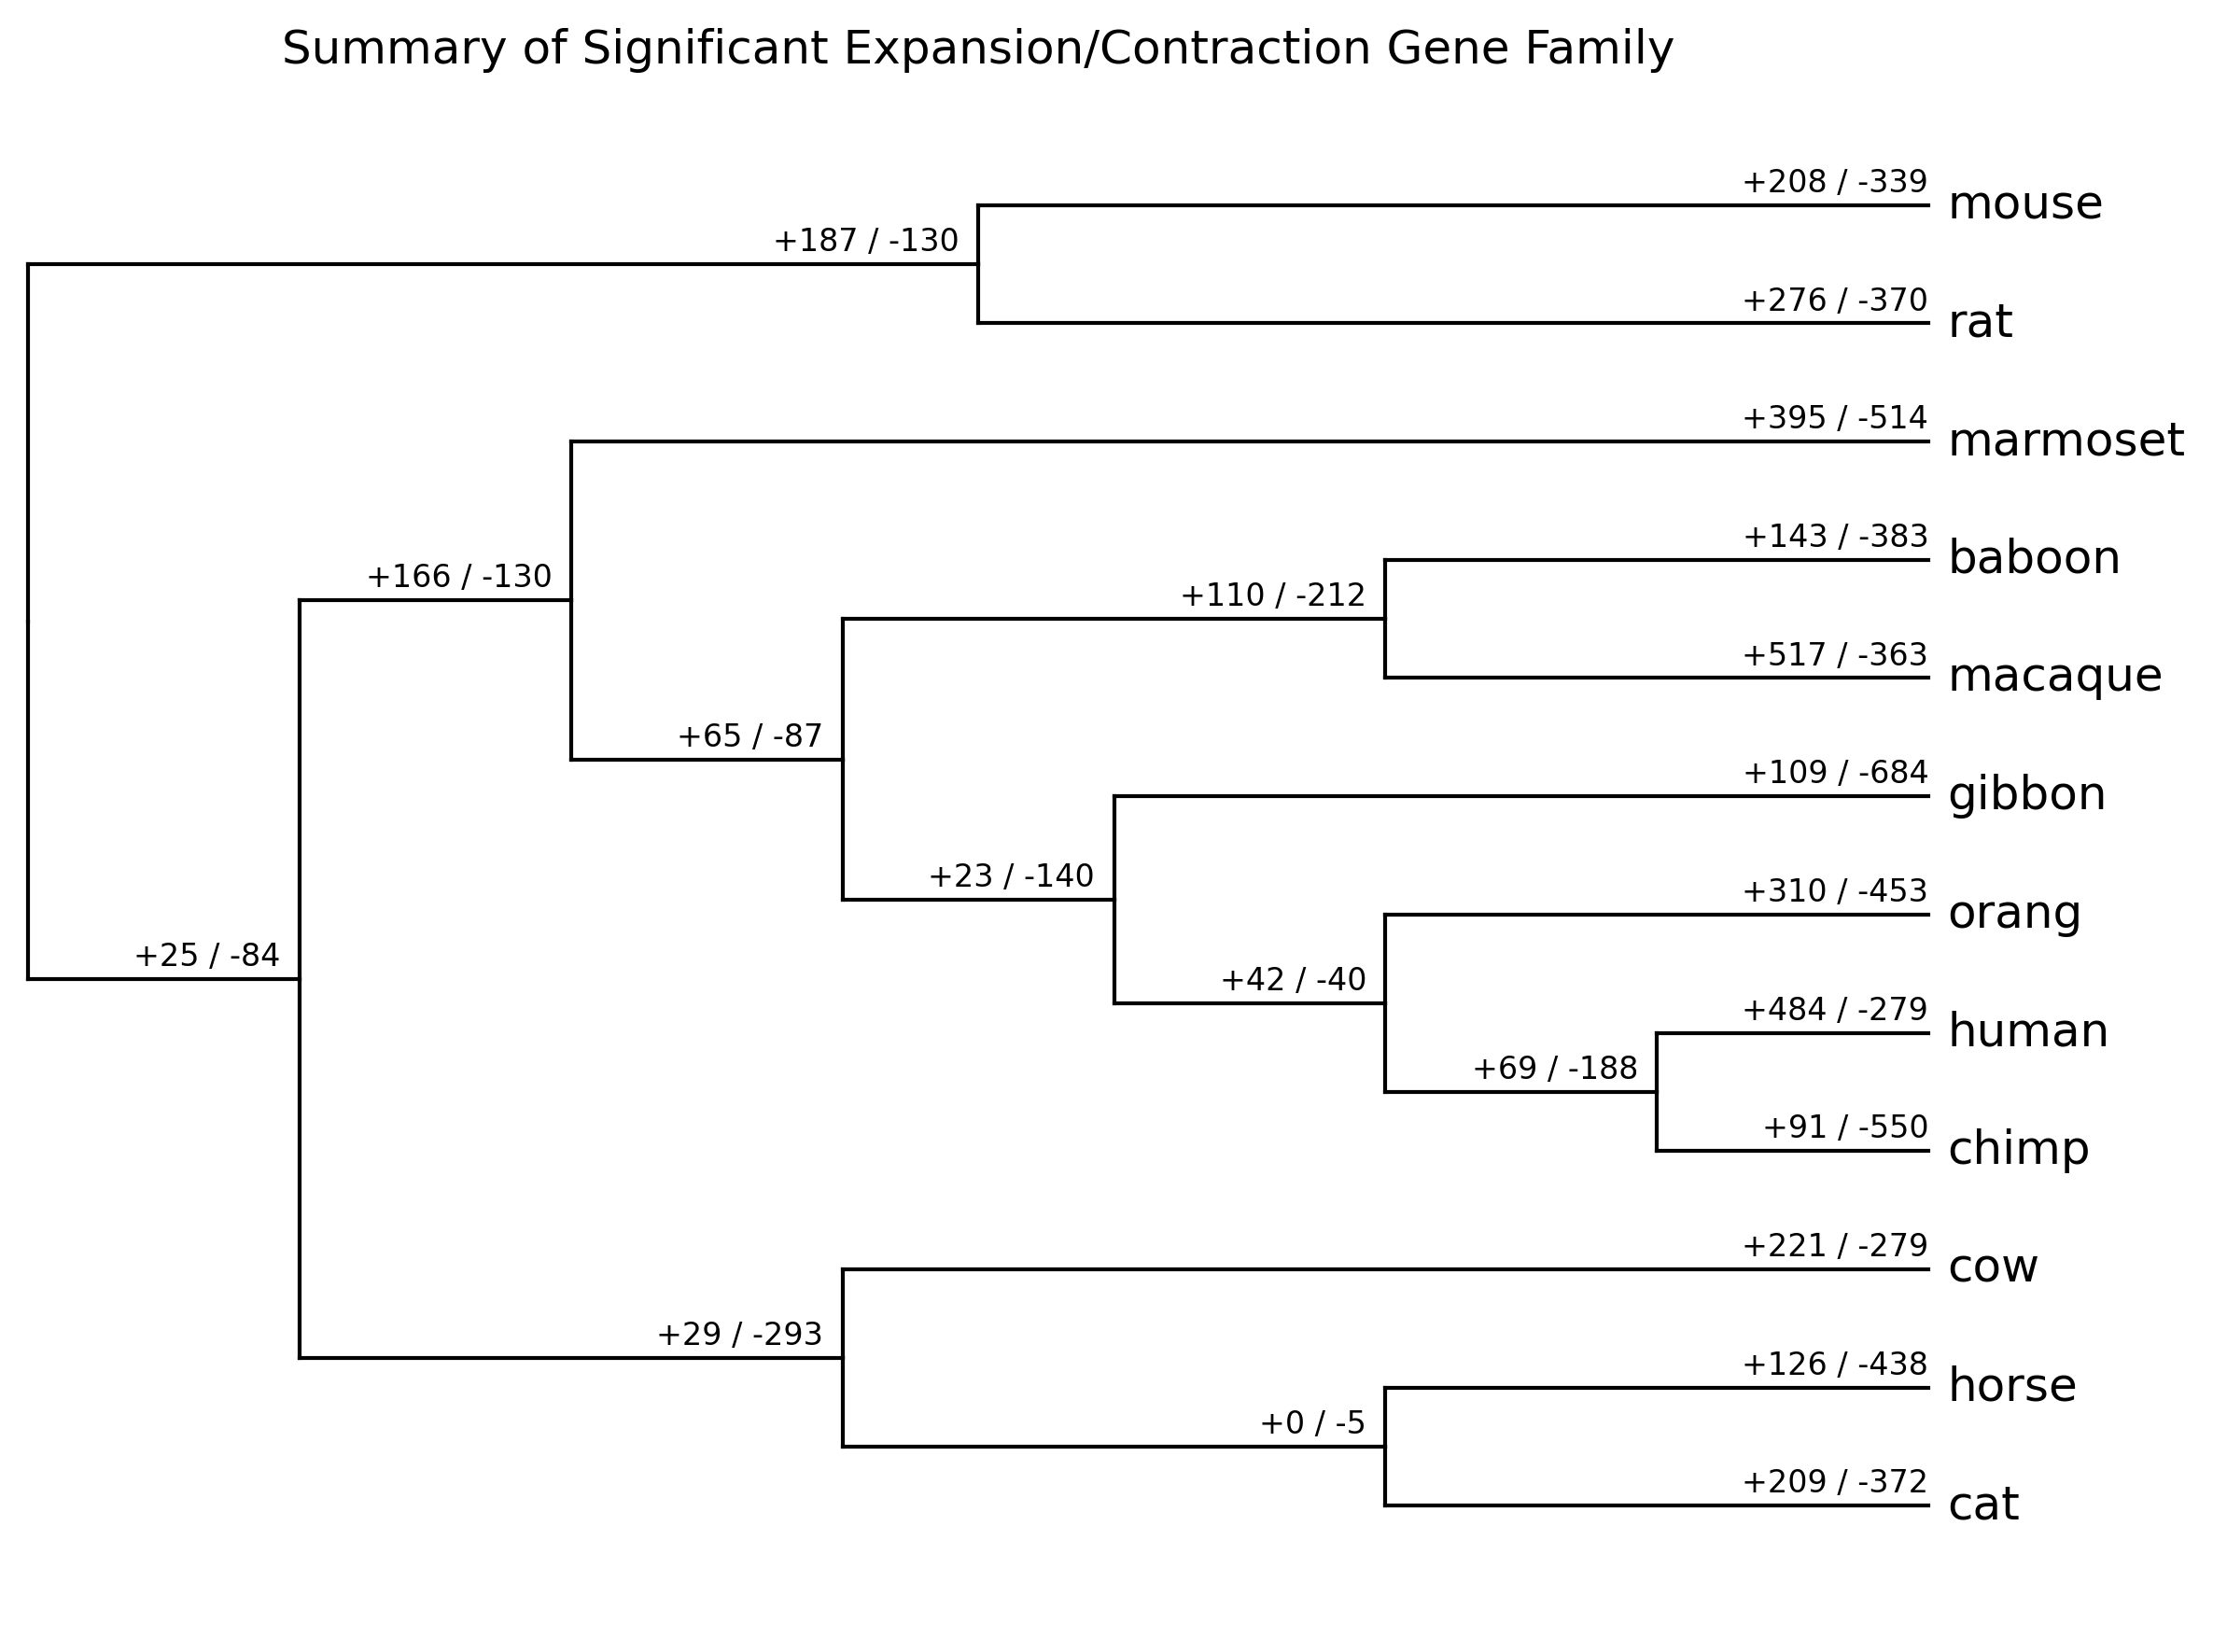 Summary of Significant Expansion/Contraction Gene Family
+208 / -339
mouse
+187 / -130
+276 / -370
rat
+395 / -514
marmoset
+143 / -383
baboon
+166 / -130
+110 / -212
+517 / -363
macaque
+65 / -87
+109 / -684
gibbon
+23 / -140
+310 / -453
orang
+25 / -84
+42 / -40
+484 / -279
human
+69 / -188
+91 / -550
chimp
+221 / -279
cow
+29 / -293
+126 / -438
horse
+0 / -5
+209 / -372
cat